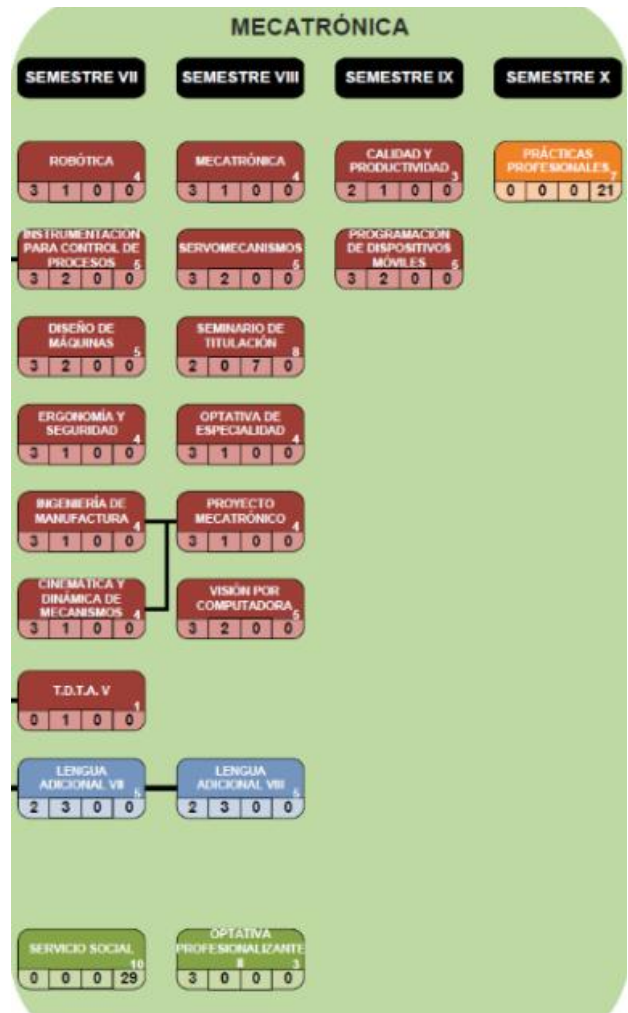 MECATRÓNICA
SEMESTRE VII
SEMESTRE VIII
SEMESTRE IX
SEMESTRE X
ROBÓTICA
4
3 1 0 0
MECATRÓNICA
4
3 1 0 0
CALIDAD Y
PRODUCTIVIDAD
3
2 1 0 0
PRÁCTICAS
PROFESIONALES
7
0 0 0 21
INSTRUMENTACIÓN
PARA CONTROL DE
PROCESOS
5
3 2 0 0
SERVOMECANISMOS
5
3 2 0 0
PROGRAMACIÓN
DE DISPOSITIVOS
MÓVILES
5
3 2 0 0
DISEÑO DE
MÁQUINAS
5
3 2 0 0
SEMINARIO DE
TITULACIÓN
8
2 0 7 0
ERGONOMÍA Y
SEGURIDAD
4
3 1 0 0
OPTATIVA DE
ESPECIALIDAD
4
3 1 0 0
INGENIERÍA DE
MANUFACTURA
4
3 1 0 0
PROYECTO
MECATRÓNICO
4
3 1 0 0
CINEMÁTICA Y
DINÁMICA DE
MECANISMOS
4
3 1 0 0
VISIÓN POR
COMPUTADORA
5
3 2 0 0
T.D.T.A. V
1
0 1 0 0
LENGUA
ADICIONAL VII
5
2 3 0 0
LENGUA
ADICIONAL VIII
5
2 3 0 0
SERVICIO SOCIAL
10
0 0 0 29
OPTATIVA
PROFESIONALIZANTE
II
3
3 0 0 0